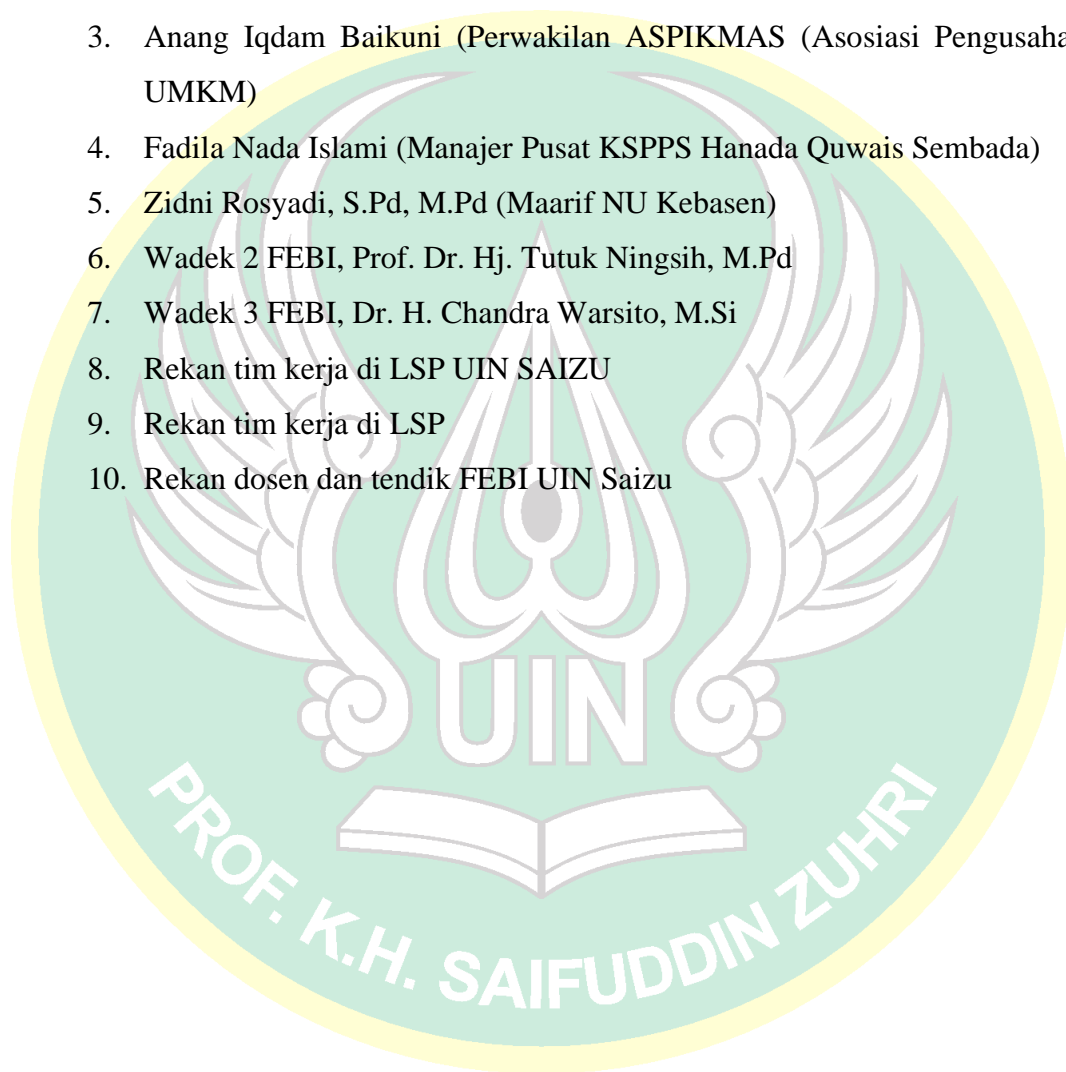 3. Anang Iqdam Baikuni (Perwakilan ASPIKMAS (Asosiasi Pengusaha
UMKM)
4. Fadila Nada Islami (Manajer Pusat KSPPS Hanada Quwais Sembada)
5. Zidni Rosyadi, S.Pd, M.Pd (Maarif NU Kebasen)
6. Wadek 2 FEBI, Prof. Dr. Hj. Tutuk Ningsih, M.Pd
7. Wadek 3 FEBI, Dr. H. Chandra Warsito, M.Si
8. Rekan tim kerja di LSP UIN SAIZU
9. Rekan tim kerja di LSP
10. Rekan dosen dan tendik FEBI UIN Saizu
UIN
PROF. K.H. SAIFUDDIN ZUHRI